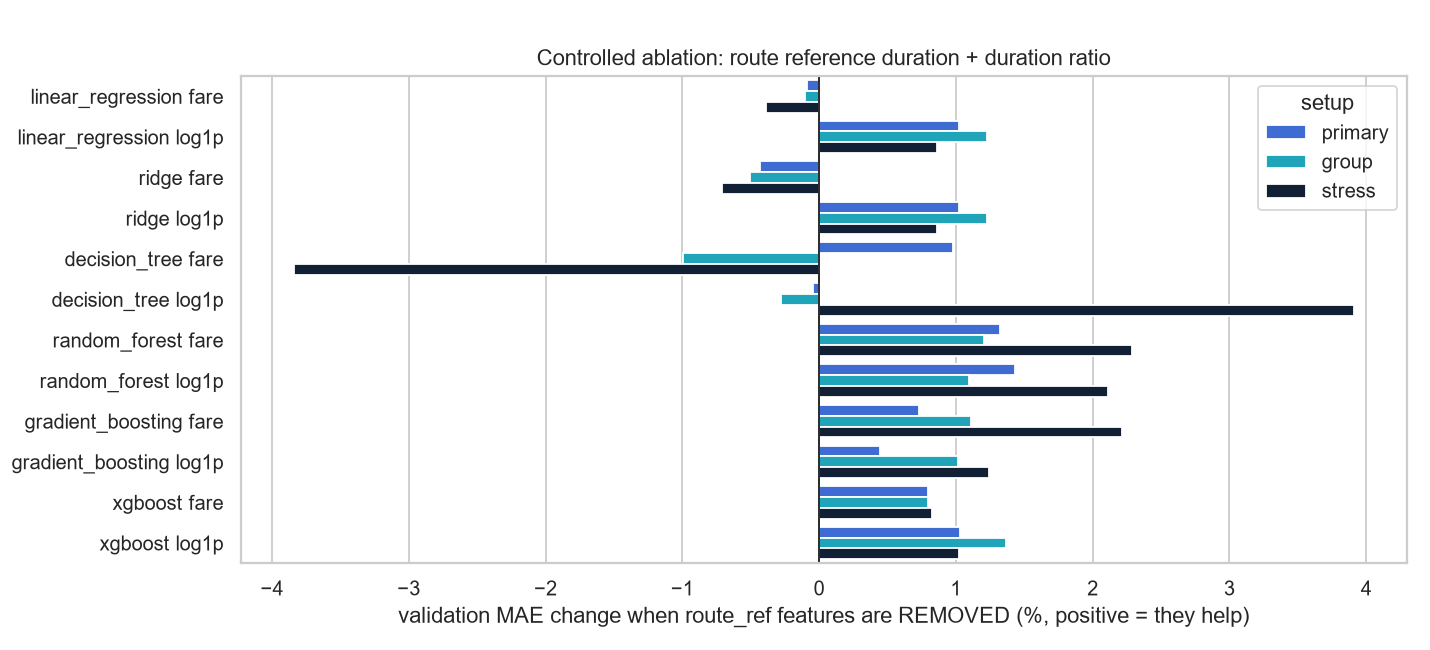 Controlled ablation: route reference duration + duration ratio
linear_regression fare
linear_regression log1p
ridge fare
ridge log1p
decision_tree fare
decision_tree log1p
random_forest fare
random_forest log1p
gradient_boosting fare
gradient_boosting log1p
xgboost fare
xgboost log1p
setup
primary
group
stress
−4 −3 −2 −1 0 1 2 3 4
validation MAE change when route_ref features are REMOVED (%, positive = they help)